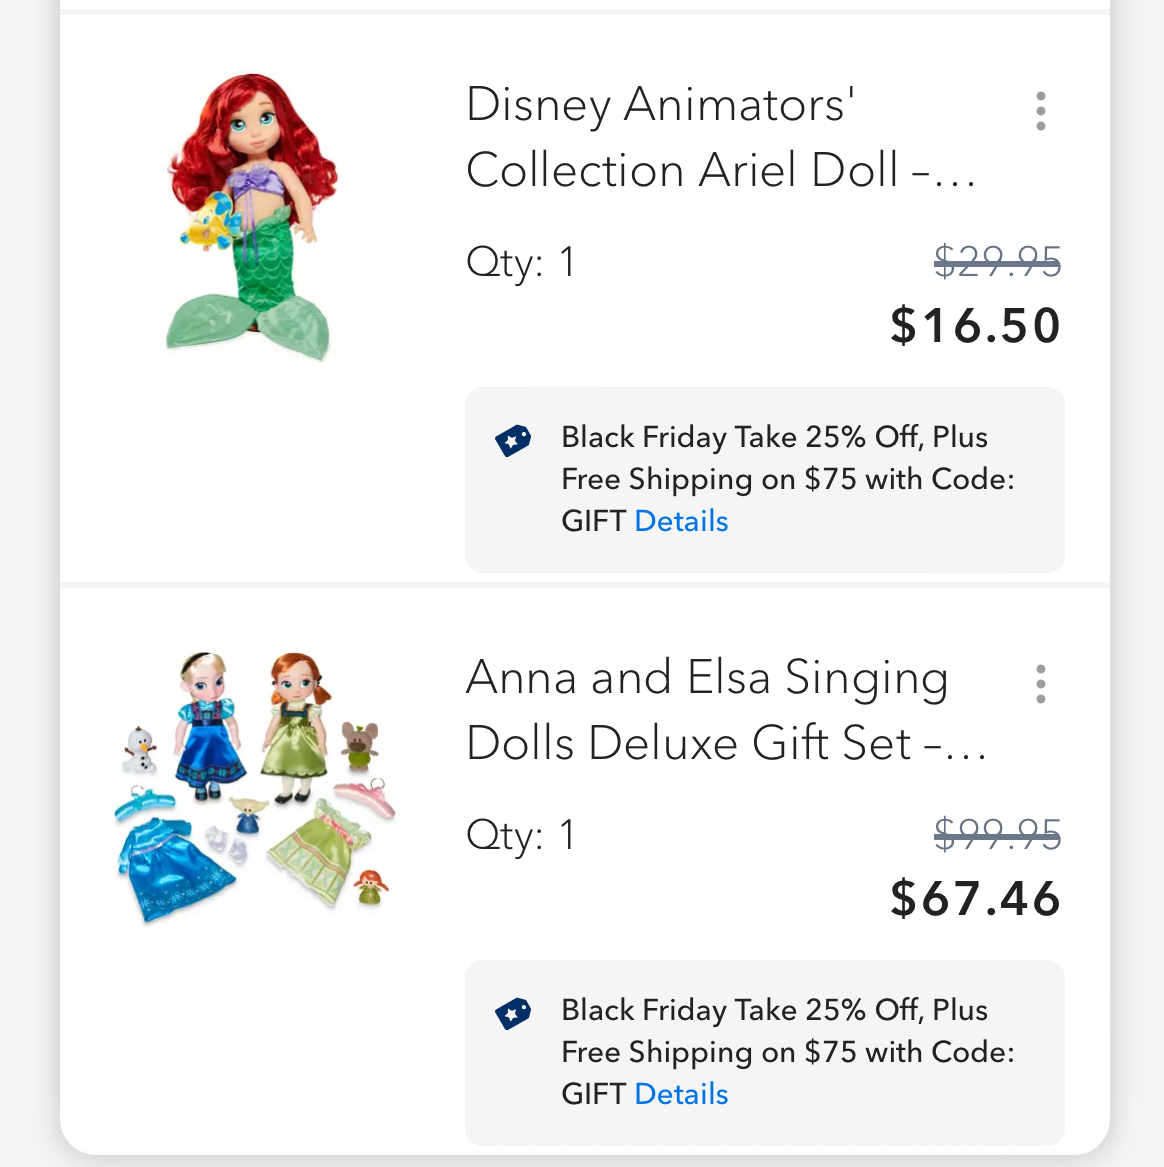 Disney Animators'
Collection Ariel Doll –...
Qty: 1
$29.95
$16.50
Black Friday Take 25% Off, Plus
Free Shipping on $75 with Code:
GIFT Details
Anna and Elsa Singing
Dolls Deluxe Gift Set –...
Qty: 1
$99.95
$67.46
Black Friday Take 25% Off, Plus
Free Shipping on $75 with Code:
GIFT Details